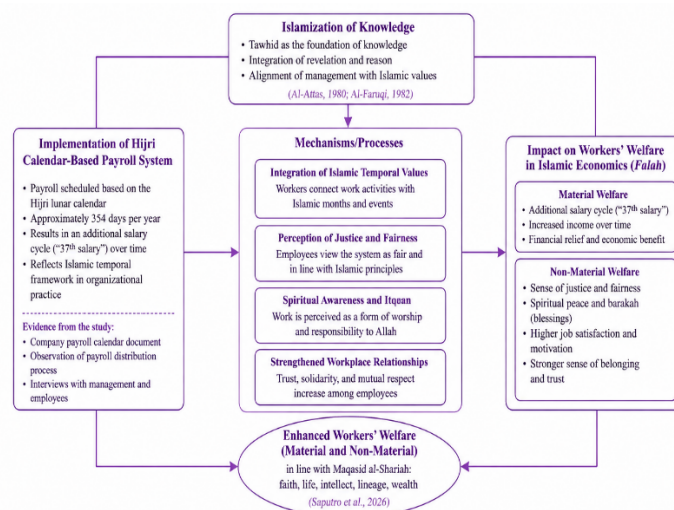 Islamization of Knowledge
• Tawhid as the foundation of knowledge
• Integration of revelation and reason
• Alignment of management with Islamic values
(Al-Attas, 1980; Al-Faruqi, 1982)
Implementation of Hijri
Calendar-Based Payroll System
• Payroll scheduled based on the
Hijri lunar calendar
• Approximately 354 days per year
• Results in an additional salary
cycle ("37th salary") over time
• Reflects Islamic temporal
framework in organizational
practice
Evidence from the study:
• Company payroll calendar document
• Observation of payroll distribution
process
• Interviews with management and
employees
Mechanisms/Processes
Integration of Islamic Temporal Values
Workers connect work activities with
Islamic months and events
Perception of Justice and Fairness
Employees view the system as fair and
in line with Islamic principles
Spiritual Awareness and Itquan
Work is perceived as a form of worship
and responsibility to Allah
Strengthened Workplace Relationships
Trust, solidarity, and mutual respect
increase among employees
Impact on Workers' Welfare
in Islamic Economics (Falah)
Material Welfare
• Additional salary cycle ("37th salary")
• Increased income over time
• Financial relief and economic benefit
Non-Material Welfare
• Sense of justice and fairness
• Spiritual peace and barakah
(blessings)
• Higher job satisfaction and
motivation
• Stronger sense of belonging
and trust
Enhanced Workers' Welfare
(Material and Non-Material)
in line with Maqasid al-Shariah:
faith, life, intellect, lineage, wealth
(Saputro et al., 2026)